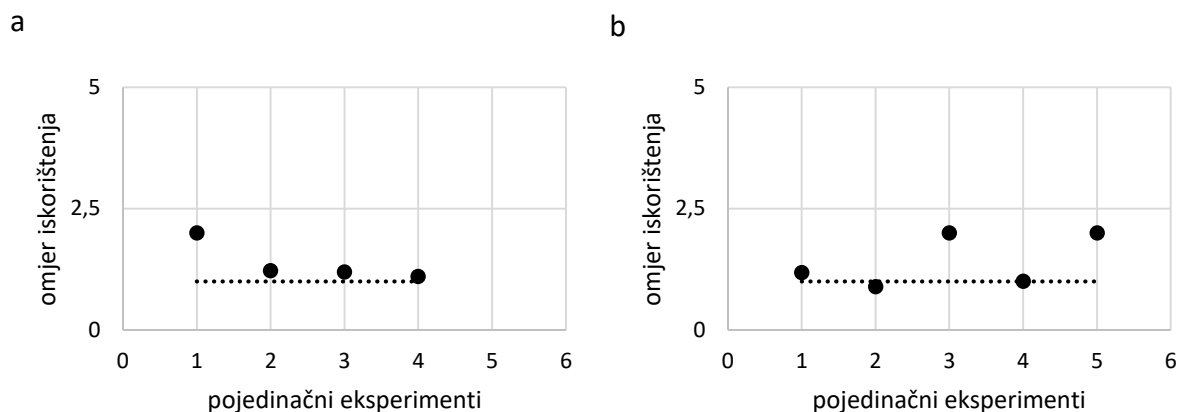 a
omjer iskorištenja
5
2,5
0
0 1 2 3 4 5 6
pojedinačni eksperimenti
b
omjer iskorištenja
5
2,5
0
0 1 2 3 4 5 6
pojedinačni eksperimenti